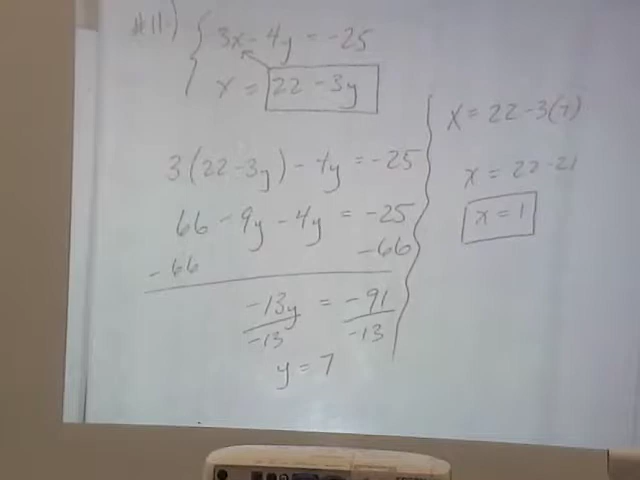 #11) 3x - 4y = -25
x = 22 - 3y
3(22 - 3y) - 4y = -25
66 - 9y - 4y = -25
-66 -66
-13y = -91
-13 -13
y = 7
x = 22 - 3(7)
x = 22 - 21
x = 1